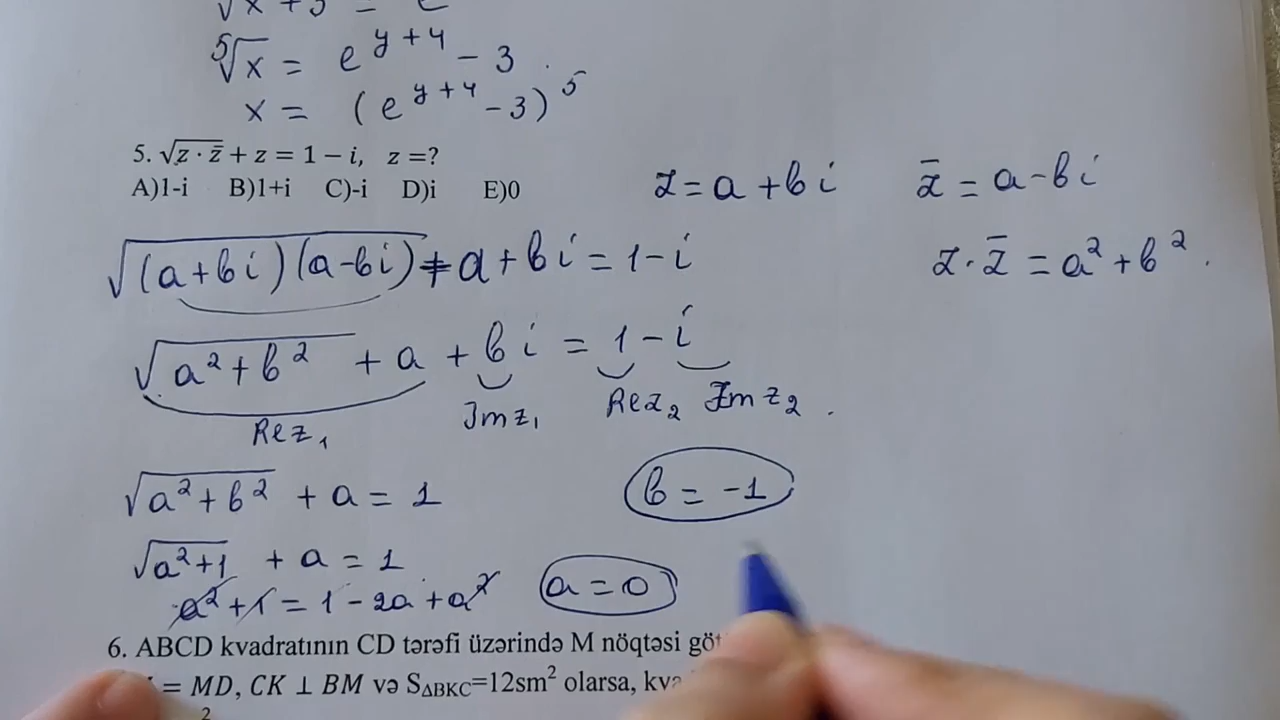 √x + 3 = e
⁵√x = e^(y+4) − 3
x = (e^(y+4) − 3)^5
5. √(z · z̄) + z = 1 − i, z =?
A)1-i B)1+i C)-i D)i E)0
z = a + bi z̄ = a − bi
√((a+bi)(a−bi)) + a + bi = 1 − i
z · z̄ = a² + b².
√(a² + b²) + a + bi = 1 − i
Re z₁ Im z₁ Re z₂ Im z₂.
√(a² + b²) + a = 1 b = −1
√(a² + 1) + a = 1
a² + 1 = 1 − 2a + a² a = 0
6. ABCD kvadratının CD tərəfi üzərində M nöqtəsi
= MD, CK ⊥ BM və S△BKC=12sm² olarsa,
2